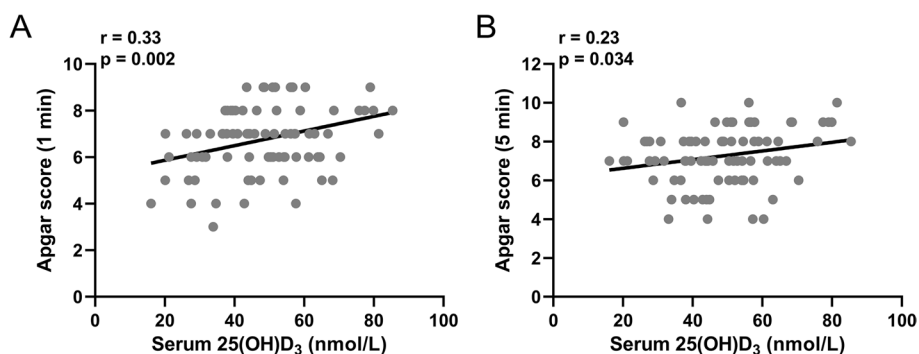 A
r = 0.33
p = 0.002
Apgar score (1 min)
10
8
6
4
2
0
0 20 40 60 80 100
Serum 25(OH)D₃ (nmol/L)
B
r = 0.23
p = 0.034
Apgar score (5 min)
12
10
8
6
4
2
0
0 20 40 60 80 100
Serum 25(OH)D₃ (nmol/L)